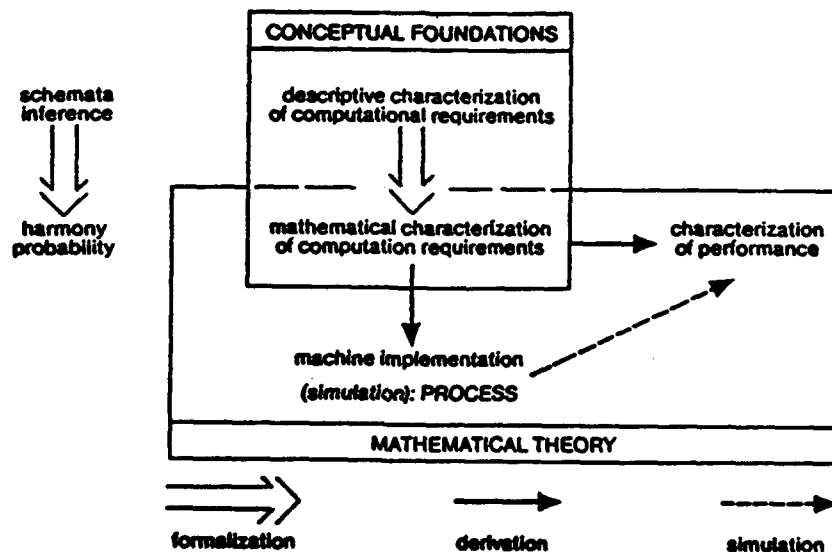 CONCEPTUAL FOUNDATIONS
schemata
inference
descriptive characterization
of computational requirements
harmony
probability
mathematical characterization
of computation requirements
characterization
of performance
machine implementation
(simulation): PROCESS
MATHEMATICAL THEORY
formalization
derivation
simulation